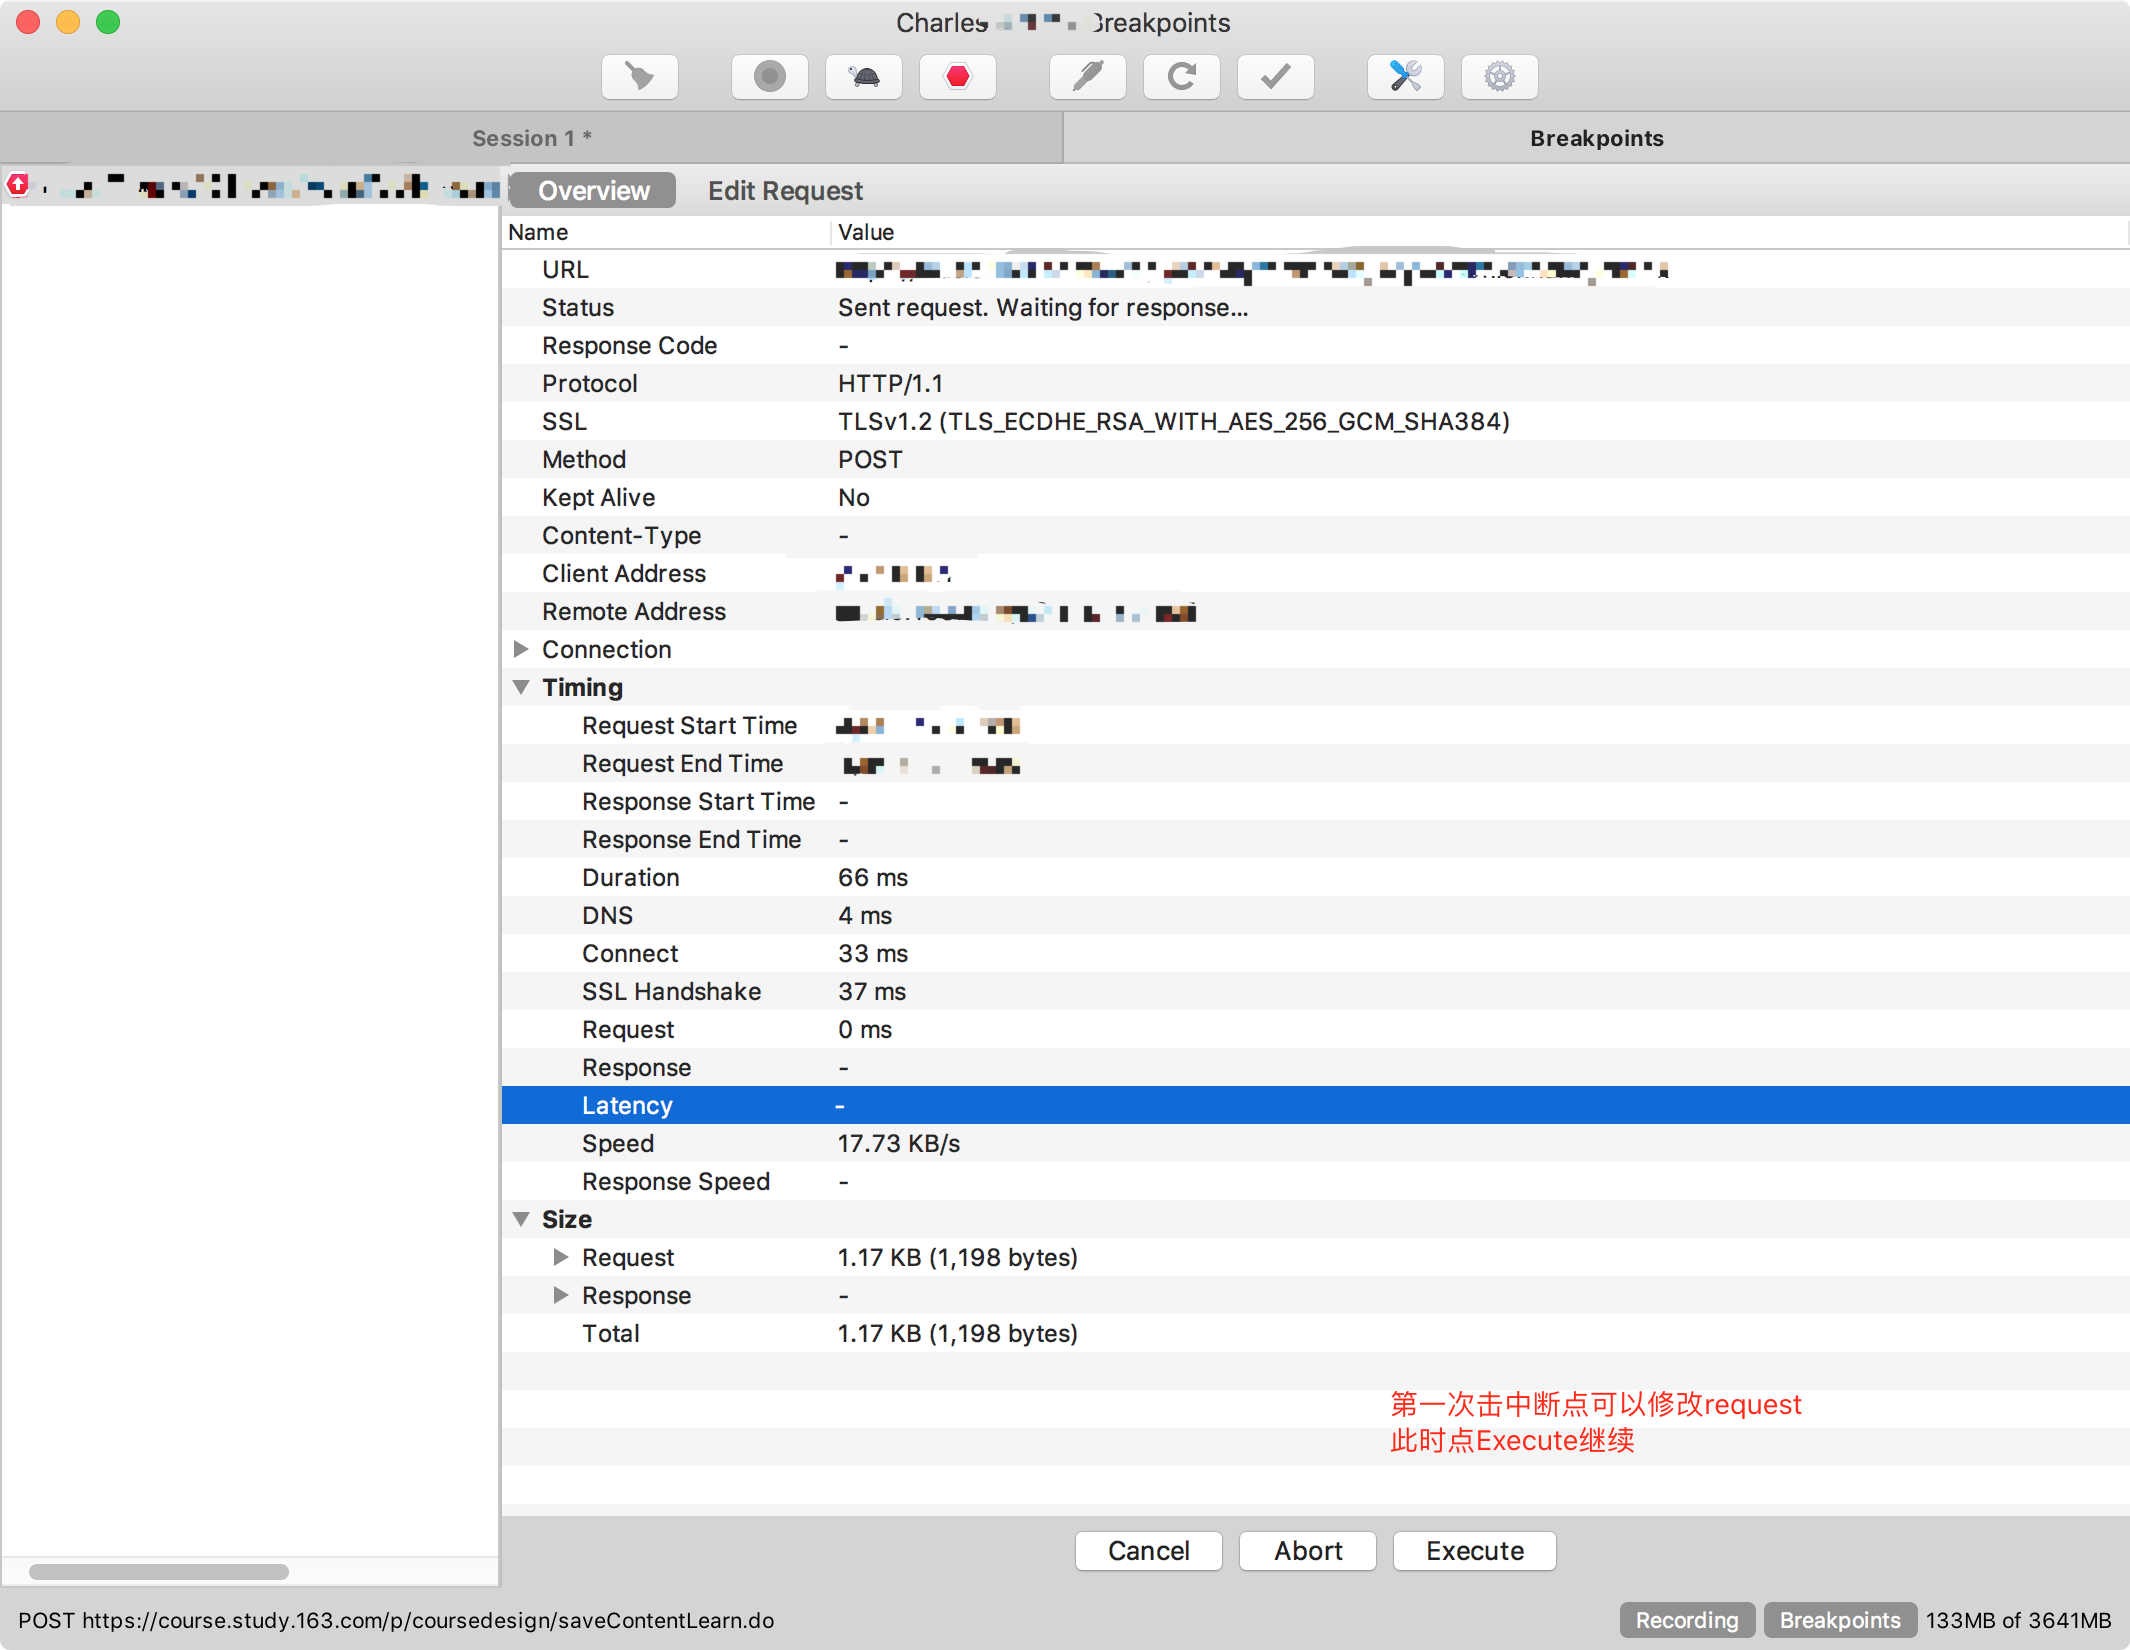 Charles
Breakpoints
Session 1 *
Breakpoints
Overview
Edit Request
Name Value
URL
Status Sent request. Waiting for response...
Response Code -
Protocol HTTP/1.1
SSL TLSv1.2 (TLS_ECDHE_RSA_WITH_AES_256_GCM_SHA384)
Method POST
Kept Alive No
Content-Type -
Client Address
Remote Address
Connection
Timing
Request Start Time
Request End Time
Response Start Time -
Response End Time -
Duration 66 ms
DNS 4 ms
Connect 33 ms
SSL Handshake 37 ms
Request 0 ms
Response -
Latency -
Speed 17.73 KB/s
Response Speed -
Size
Request 1.17 KB (1,198 bytes)
Response -
Total 1.17 KB (1,198 bytes)
第一次击中断点可以修改request
此时点Execute继续
Cancel Abort Execute
POST https://course.study.163.com/p/coursedesign/saveContentLearn.do
Recording Breakpoints 133MB of 3641MB